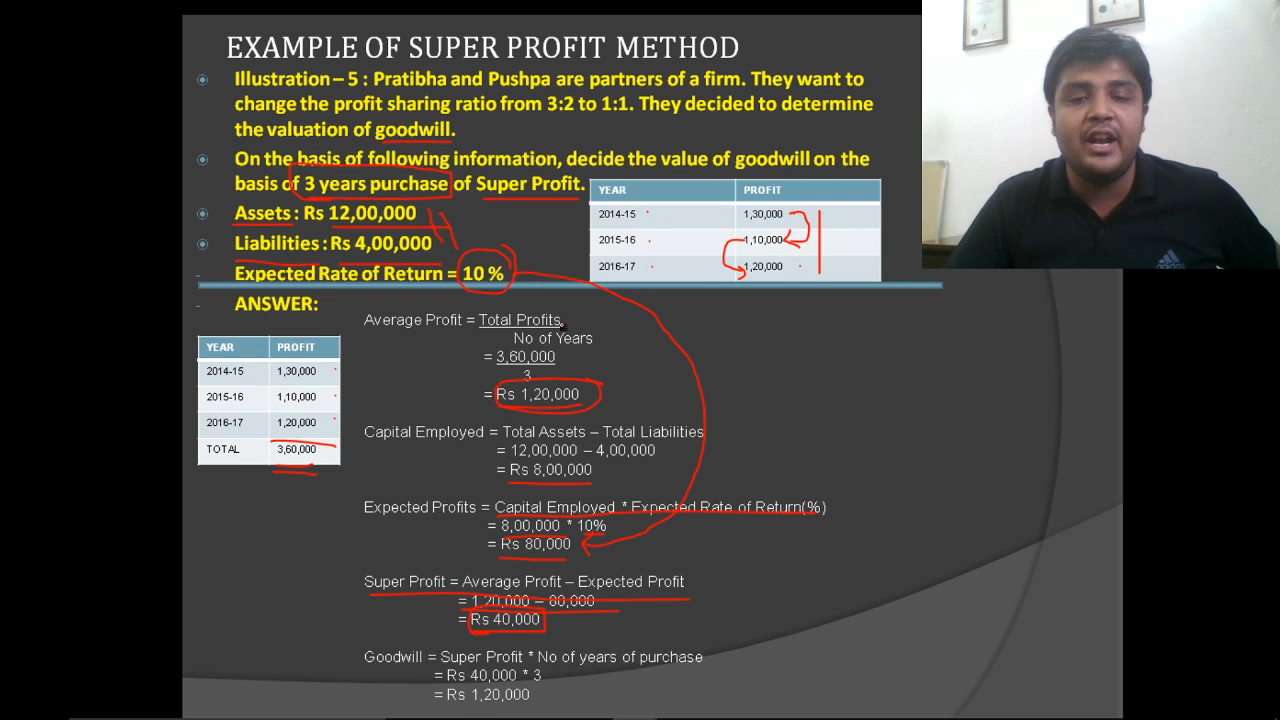 EXAMPLE OF SUPER PROFIT METHOD
Illustration – 5 : Pratibha and Pushpa are partners of a firm. They want to
change the profit sharing ratio from 3:2 to 1:1. They decided to determine
the valuation of goodwill.
On the basis of following information, decide the value of goodwill on the
basis of 3 years purchase of Super Profit.
Assets : Rs 12,00,000
Liabilities : Rs 4,00,000
Expected Rate of Return = 10 %
YEAR PROFIT
2014-15 1,30,000
2015-16 1,10,000
2016-17 1,20,000
ANSWER:
YEAR PROFIT
2014-15 1,30,000
2015-16 1,10,000
2016-17 1,20,000
TOTAL 3,60,000
Average Profit = Total Profits
No of Years
= 3,60,000
3
= Rs 1,20,000
Capital Employed = Total Assets – Total Liabilities
= 12,00,000 – 4,00,000
= Rs 8,00,000
Expected Profits = Capital Employed * Expected Rate of Return(%)
= 8,00,000 * 10%
= Rs 80,000
Super Profit = Average Profit – Expected Profit
= 1,20,000 – 80,000
= Rs 40,000
Goodwill = Super Profit * No of years of purchase
= Rs 40,000 * 3
= Rs 1,20,000
adidas